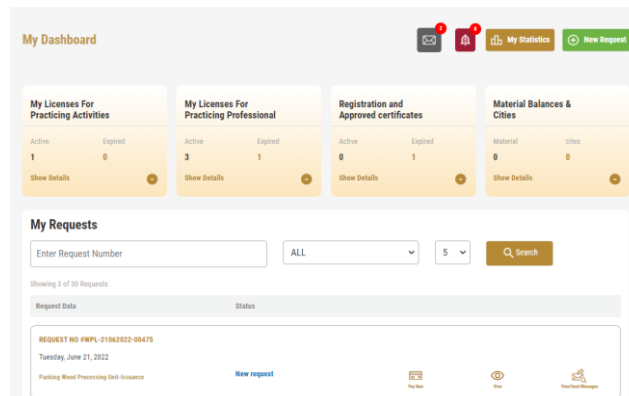 My Dashboard
2
My Statistics
New Request
My Licenses For
Practicing Activities
Active Expired
1 0
Show Details
My Licenses For
Practicing Professional
Active Expired
3 1
Show Details
Registration and
Approved certificates
Active Expired
0 1
Show Details
Material Balances &
Cities
Material cites
0 0
Show Details
My Requests
Enter Request Number
ALL
5
Search
Showing 3 of 30 Requests
Request Data Status
REQUEST NO #WPL-21062022-00475
Tuesday, June 21, 2022
Packing Wood Processing Unit-Issuance
New request
Pay Now
View
View/Send Messages